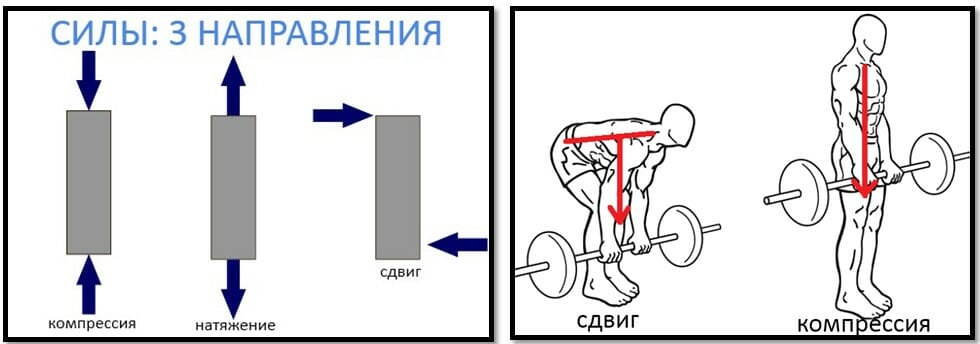 СИЛЫ: 3 НАПРАВЛЕНИЯ
компрессия
натяжение
сдвиг
сдвиг
компрессия